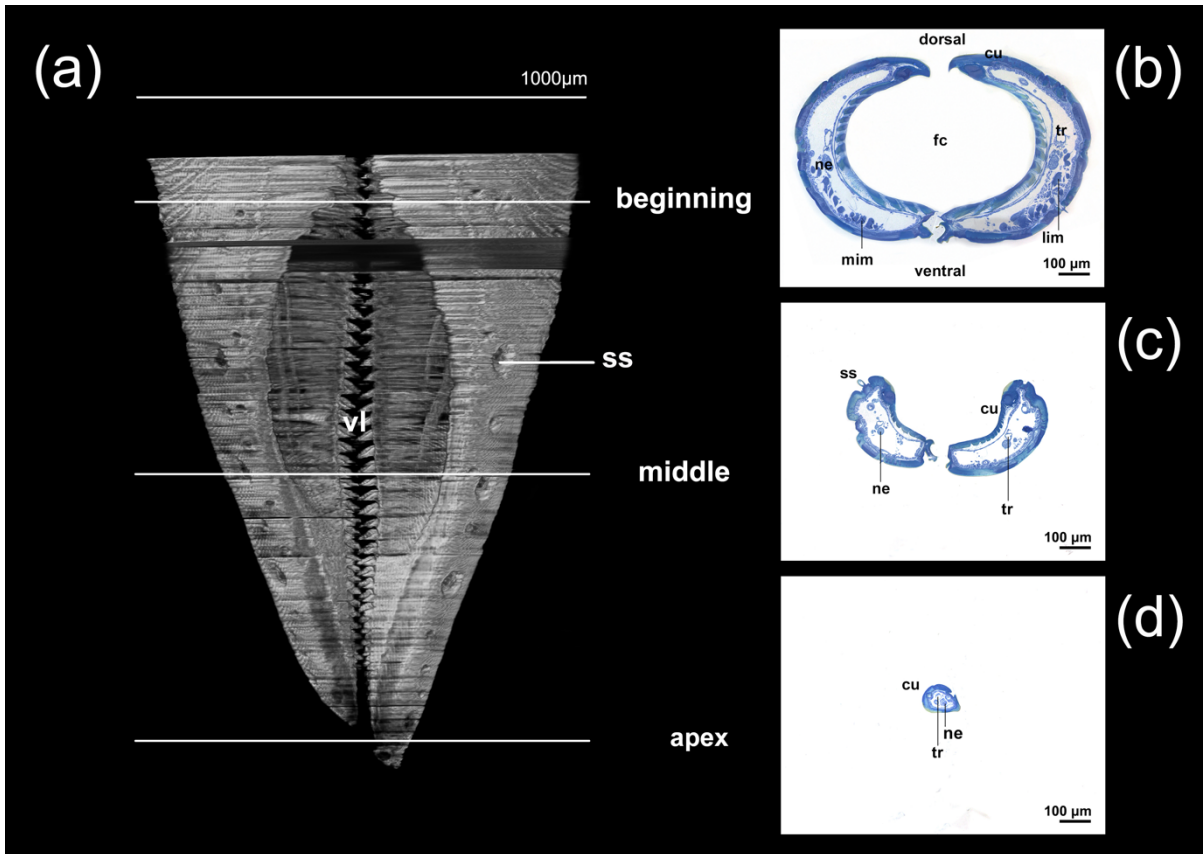 (a)
1000µm
beginning
ss
vl
middle
apex
(b)
dorsal
cu
tr
fc
ne
lim
mim
ventral
100 µm
(c)
ss
cu
ne
tr
100 µm
(d)
cu
ne
tr
100 µm